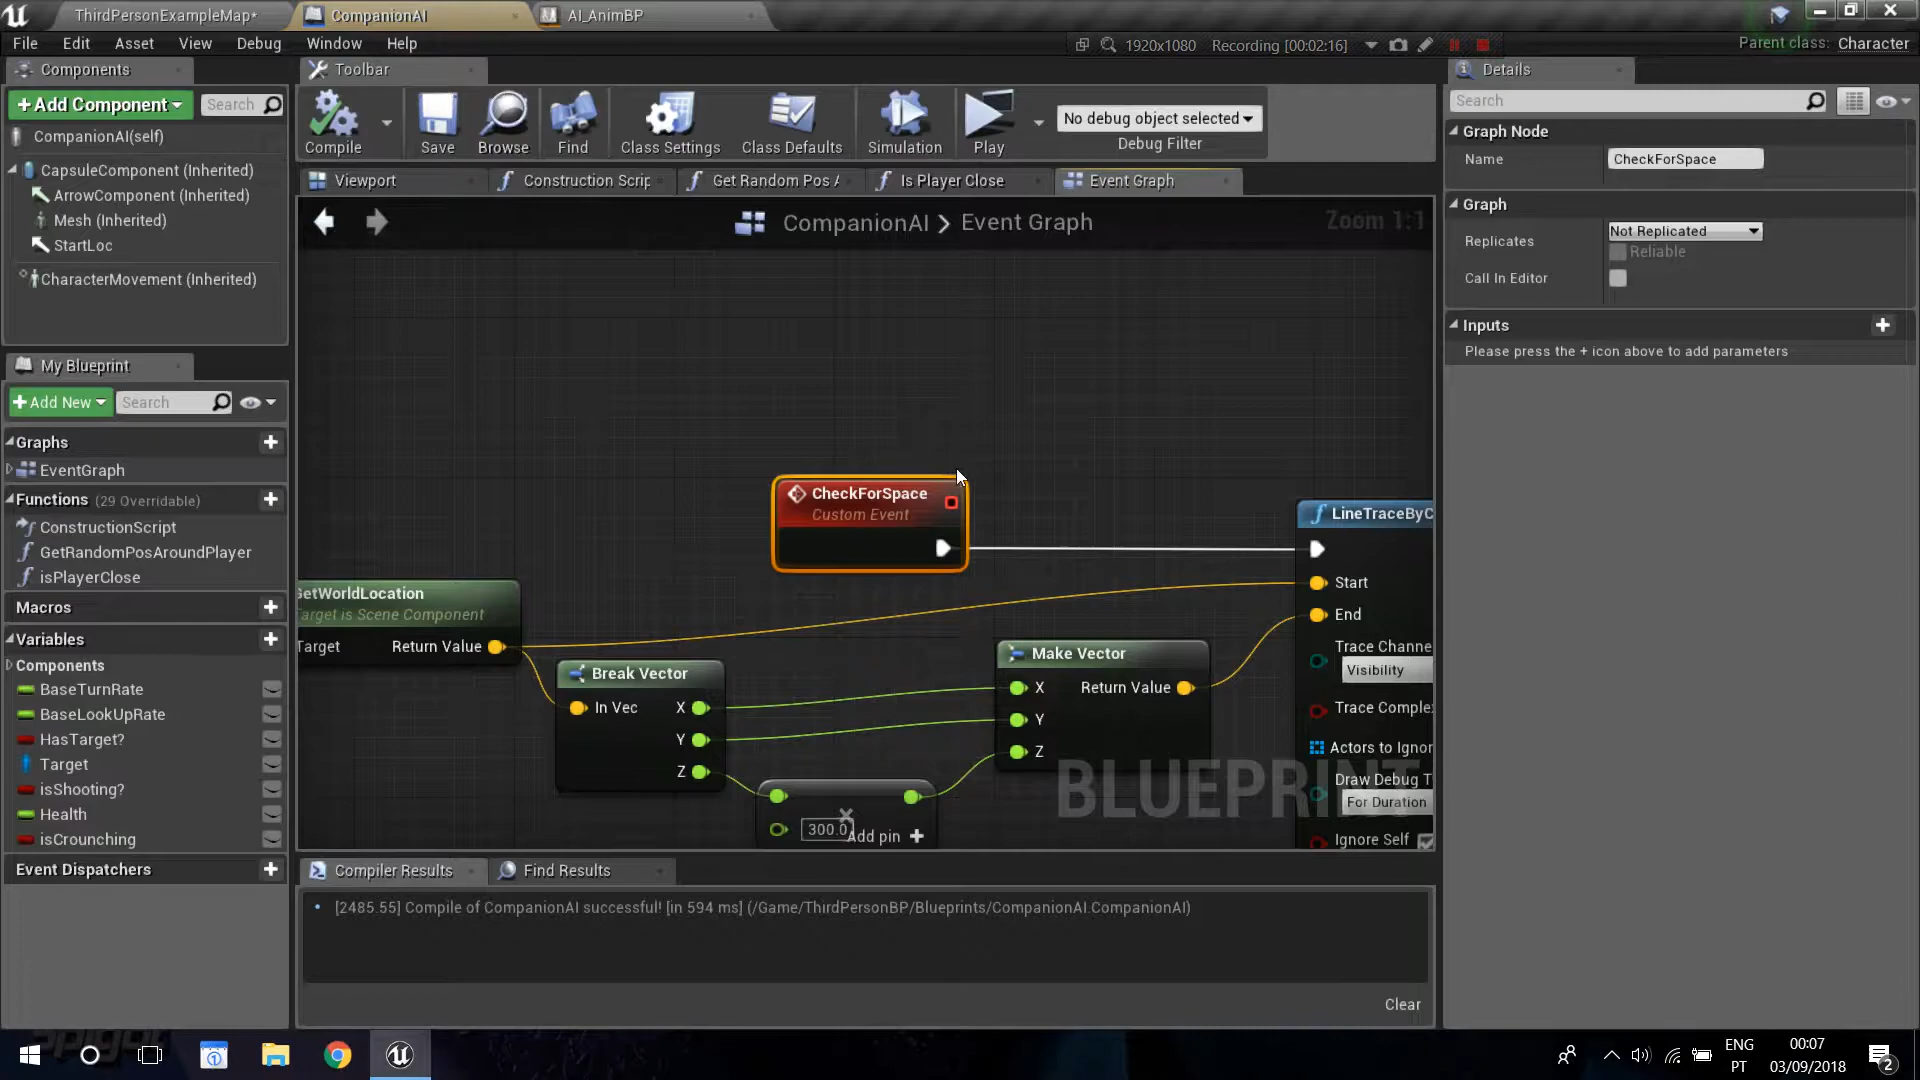 ThirdPersonExampleMap*
CompanionAI
AI_AnimBP
File Edit Asset View Debug Window Help
1920x1080 Recording [00:02:16]
Parent class: Character
Components
Toolbar
Details
+Add Component
Search
CompanionAI(self)
CapsuleComponent (Inherited)
ArrowComponent (Inherited)
Mesh (Inherited)
StartLoc
CharacterMovement (Inherited)
Compile
Save
Browse
Find
Class Settings
Class Defaults
Simulation
Play
No debug object selected
Debug Filter
Search
Graph Node
Name CheckForSpace
Graph
Replicates Not Replicated
Reliable
Call In Editor
Inputs
Please press the + icon above to add parameters
Viewport
Construction Scrip
Get Random Pos A
Is Player Close
Event Graph
CompanionAI > Event Graph
Zoom 1:1
My Blueprint
+Add New
Search
Graphs
EventGraph
Functions (29 Overridable)
ConstructionScript
GetRandomPosAroundPlayer
isPlayerClose
Macros
Variables
Components
BaseTurnRate
BaseLookUpRate
HasTarget?
Target
isShooting?
Health
isCrounching
Event Dispatchers
CheckForSpace
Custom Event
GetWorldLocation
Target is Scene Component
Target Return Value
Break Vector
In Vec X
Y
Z
300.0
Add pin +
Make Vector
X Return Value
Y
Z
LineTraceByC
Start
End
Trace Channe
Visibility
Trace Comple
Actors to Ignor
Draw Debug T
For Duration
Ignore Self
BLUEPRINT
Compiler Results
Find Results
[2485.55] Compile of CompanionAI successful! [in 594 ms] (/Game/ThirdPersonBP/Blueprints/CompanionAI.CompanionAI)
Clear
ENG
PT
00:07
03/09/2018
2